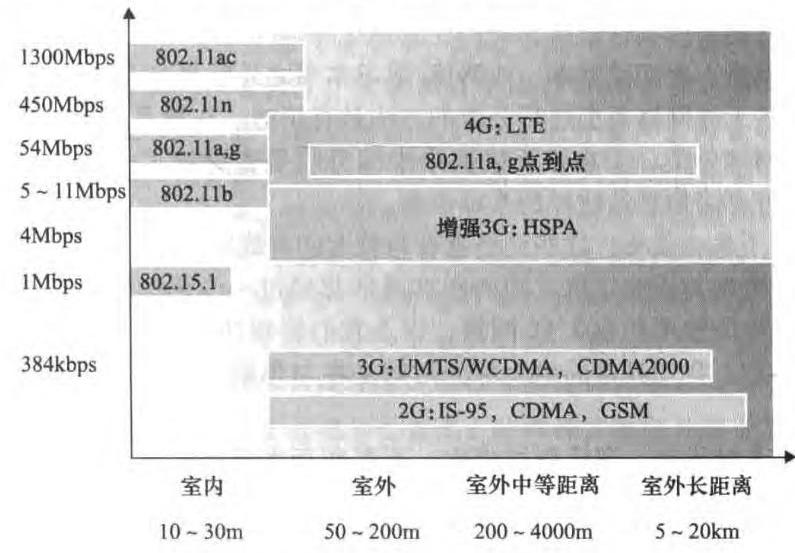 1300Mbps
802.11ac
450Mbps
802.11n
4G:LTE
54Mbps
802.11a,g
802.11a, g点到点
5~11Mbps
802.11b
增强3G:HSPA
4Mbps
1Mbps
802.15.1
384kbps
3G:UMTS/WCDMA，CDMA2000
2G:IS-95，CDMA，GSM
室内
室外
室外中等距离
室外长距离
10~30m
50~200m
200~4000m
5~20km